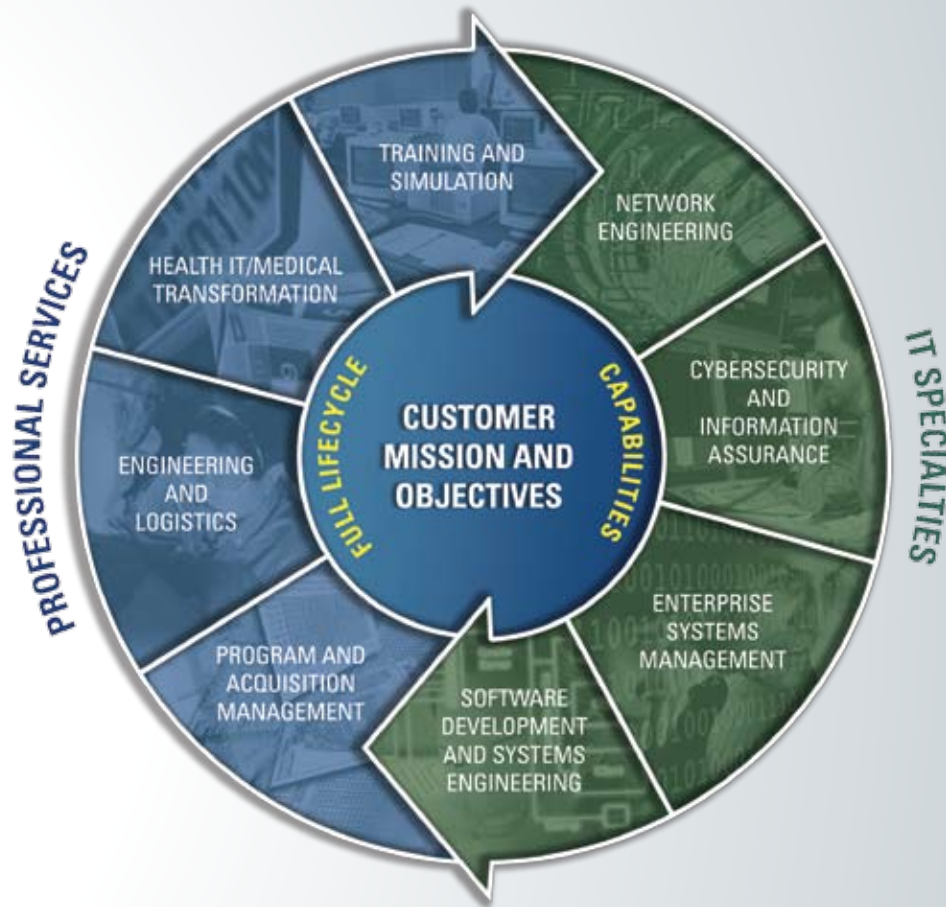 TRAINING AND
SIMULATION
NETWORK
ENGINEERING
HEALTH IT/MEDICAL
TRANSFORMATION
CYBERSECURITY
AND
INFORMATION
ASSURANCE
PROFESSIONAL SERVICES
IT SPECIALTIES
FULL LIFECYCLE
CAPABILITIES
CUSTOMER
MISSION AND
OBJECTIVES
ENGINEERING
AND
LOGISTICS
ENTERPRISE
SYSTEMS
MANAGEMENT
PROGRAM AND
ACQUISITION
MANAGEMENT
SOFTWARE
DEVELOPMENT
AND SYSTEMS
ENGINEERING